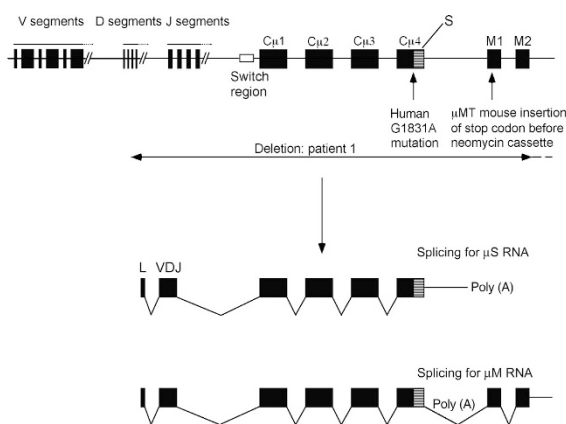 V segments D segments J segments
S
Cμ1 Cμ2 Cμ3 Cμ4 M1 M2
Switch
region
Human
G1831A
mutation
μMT mouse insertion
of stop codon before
neomycin cassette
Deletion: patient 1
Splicing for μS RNA
L VDJ
Poly (A)
Splicing for μM RNA
Poly (A)